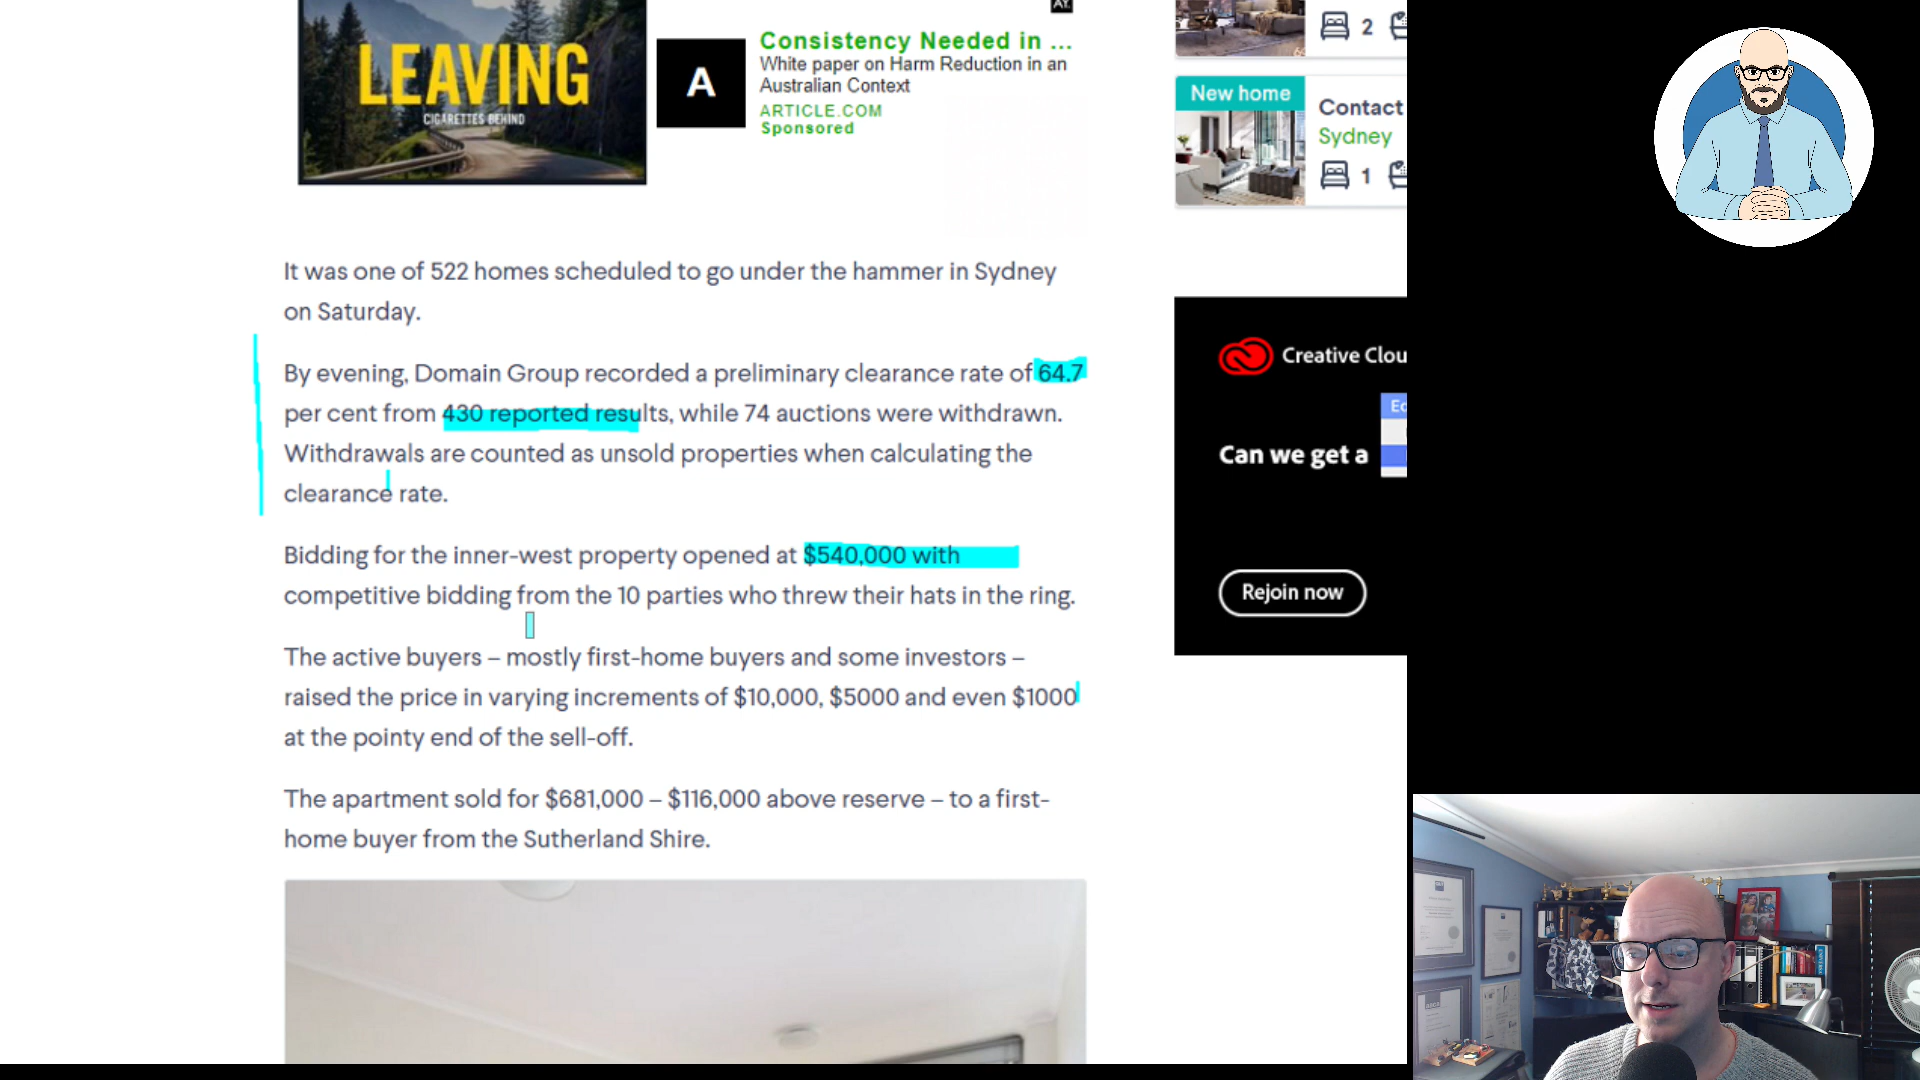 LEAVING
CIGARETTES BEHIND
A
AY.
Consistency Needed in ...
White paper on Harm Reduction in an
Australian Context
ARTICLE.COM
Sponsored
2
New home
Contact
Sydney
1
It was one of 522 homes scheduled to go under the hammer in Sydney
on Saturday.
By evening, Domain Group recorded a preliminary clearance rate of 64.7
per cent from 430 reported results, while 74 auctions were withdrawn.
Withdrawals are counted as unsold properties when calculating the
clearance rate.
Bidding for the inner-west property opened at $540,000 with
competitive bidding from the 10 parties who threw their hats in the ring.
The active buyers – mostly first-home buyers and some investors –
raised the price in varying increments of $10,000, $5000 and even $1000
at the pointy end of the sell-off.
The apartment sold for $681,000 – $116,000 above reserve – to a first-
home buyer from the Sutherland Shire.
Creative Clou
Ec
Can we get a
Rejoin now